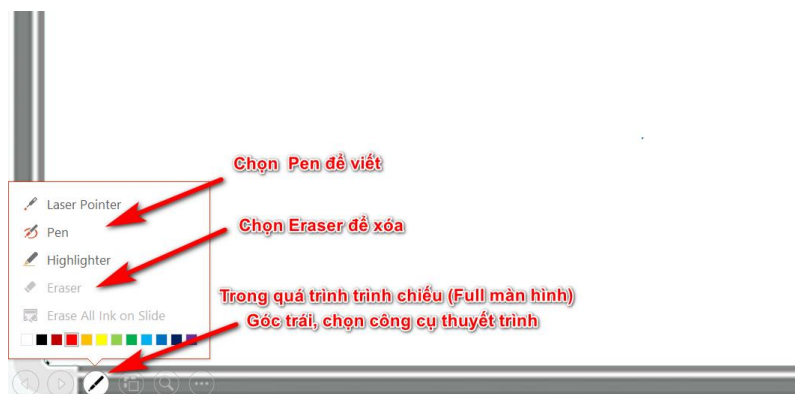 Chọn Pen để viết
Laser Pointer
Pen
Chọn Eraser để xóa
Highlighter
Eraser
Trong quá trình trình chiếu (Full màn hình)
Erase All Ink on Slide
Góc trái, chọn công cụ thuyết trình